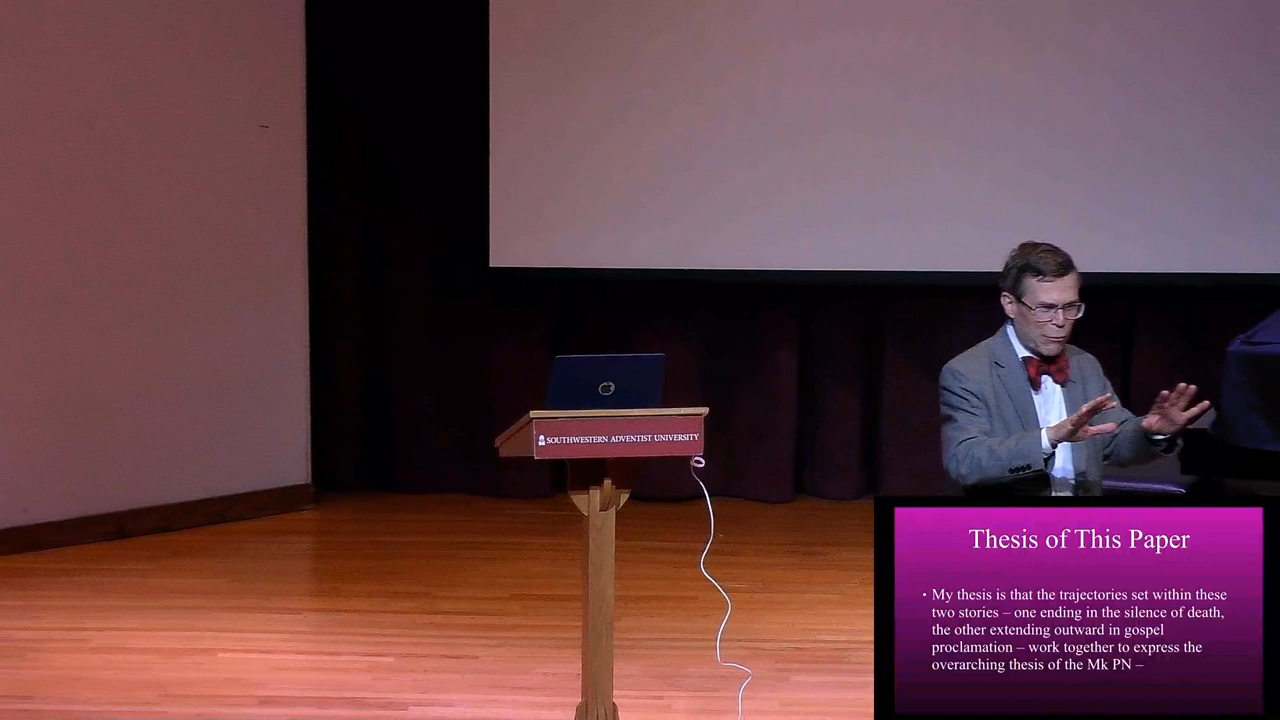 SOUTHWESTERN ADVENTIST UNIVERSITY
Thesis of This Paper
• My thesis is that the trajectories set within these
two stories – one ending in the silence of death,
the other extending outward in gospel
proclamation – work together to express the
overarching thesis of the Mk PN –